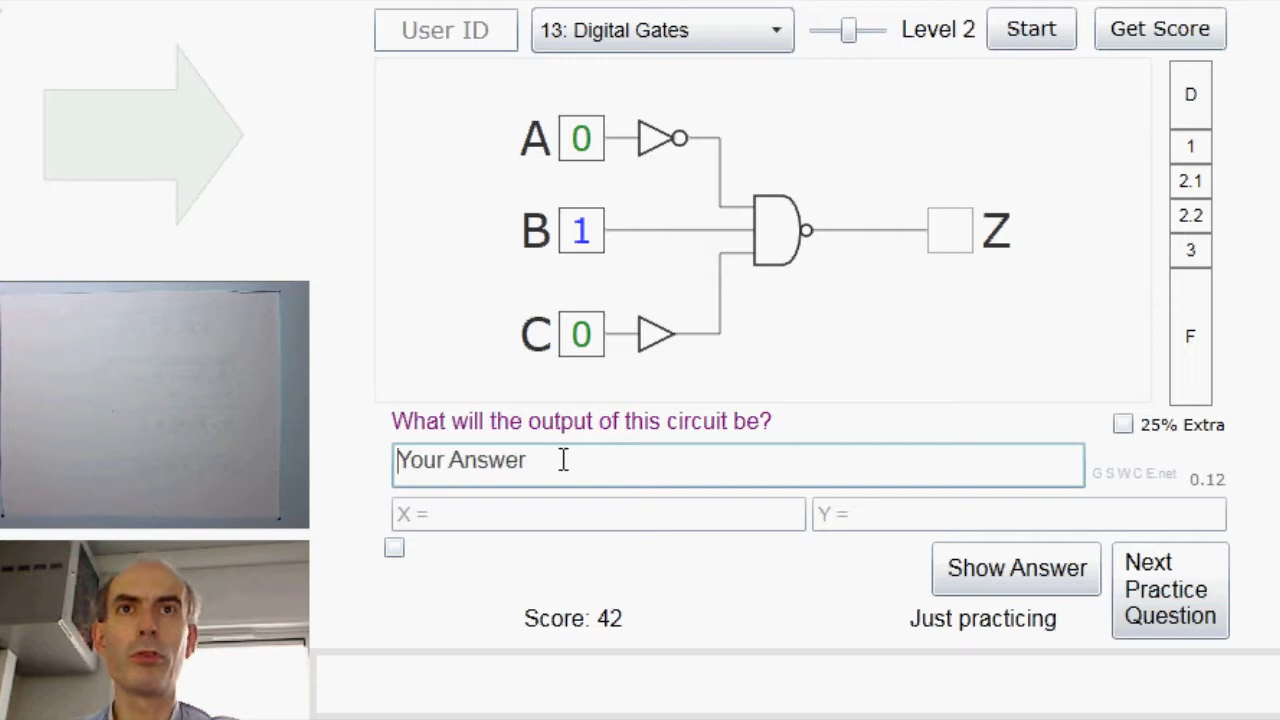 User ID
13: Digital Gates
Level 2
Start
Get Score
A 0
B 1
C 0
Z
D
1
2.1
2.2
3
F
What will the output of this circuit be?
25% Extra
Your Answer
GSWCE.net 0.12
X =
Y =
Show Answer
Next
Practice
Question
Score: 42
Just practicing